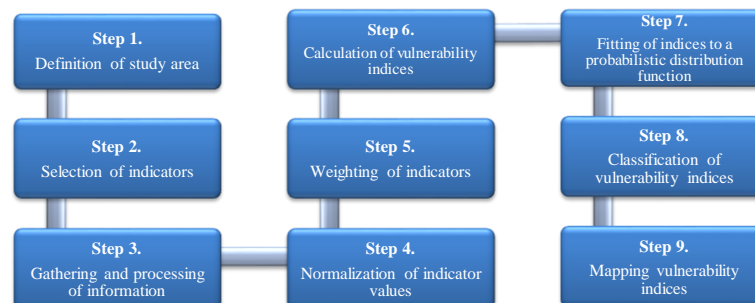 Step 1.
Definition of study area
Step 2.
Selection of indicators
Step 3.
Gathering and processing
of information
Step 4.
Normalization of indicator
values
Step 5.
Weighting of indicators
Step 6.
Calculation of vulnerability
indices
Step 7.
Fitting of indices to a
probabilistic distribution
function
Step 8.
Classification of
vulnerability indices
Step 9.
Mapping vulnerability
indices